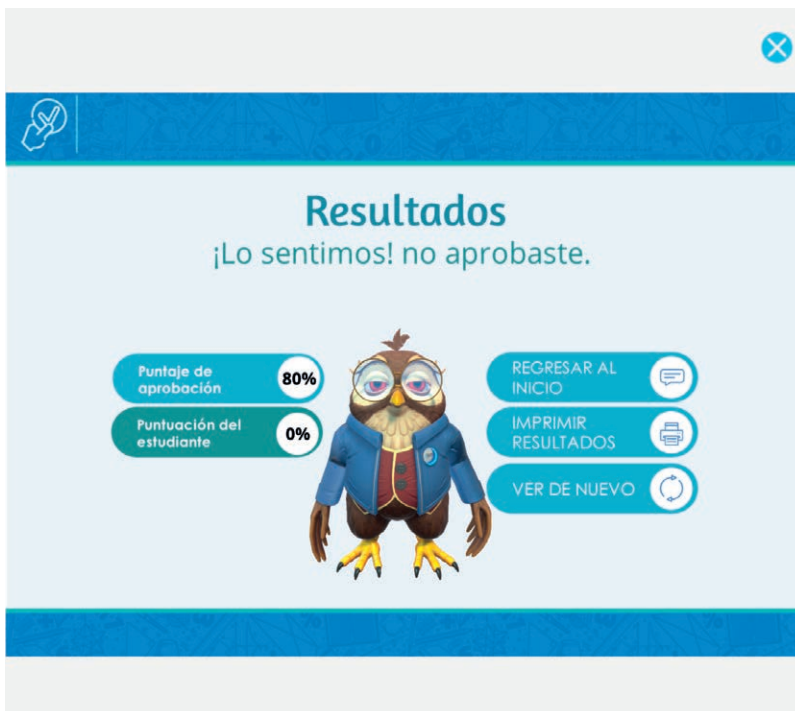 Resultados
¡Lo sentimos! no aprobaste.
Puntaje de
aprobación
80%
Puntuación del
estudiante
0%
REGRESAR AL
INICIO
IMPRIMIR
RESULTADOS
VER DE NUEVO